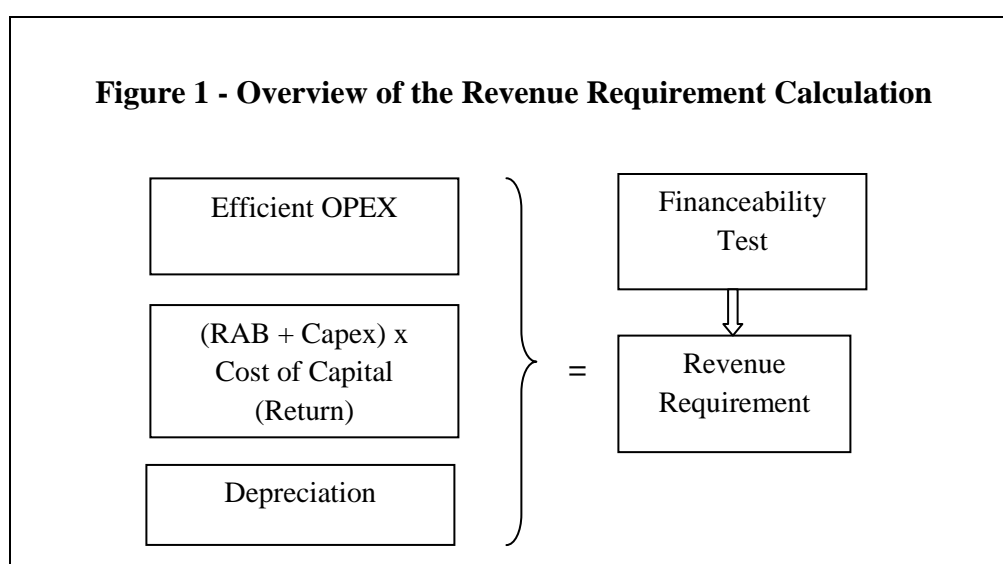 Figure 1 - Overview of the Revenue Requirement Calculation
Efficient OPEX
(RAB + Capex) x
Cost of Capital
(Return)
Depreciation
=
Financeability
Test
Revenue
Requirement